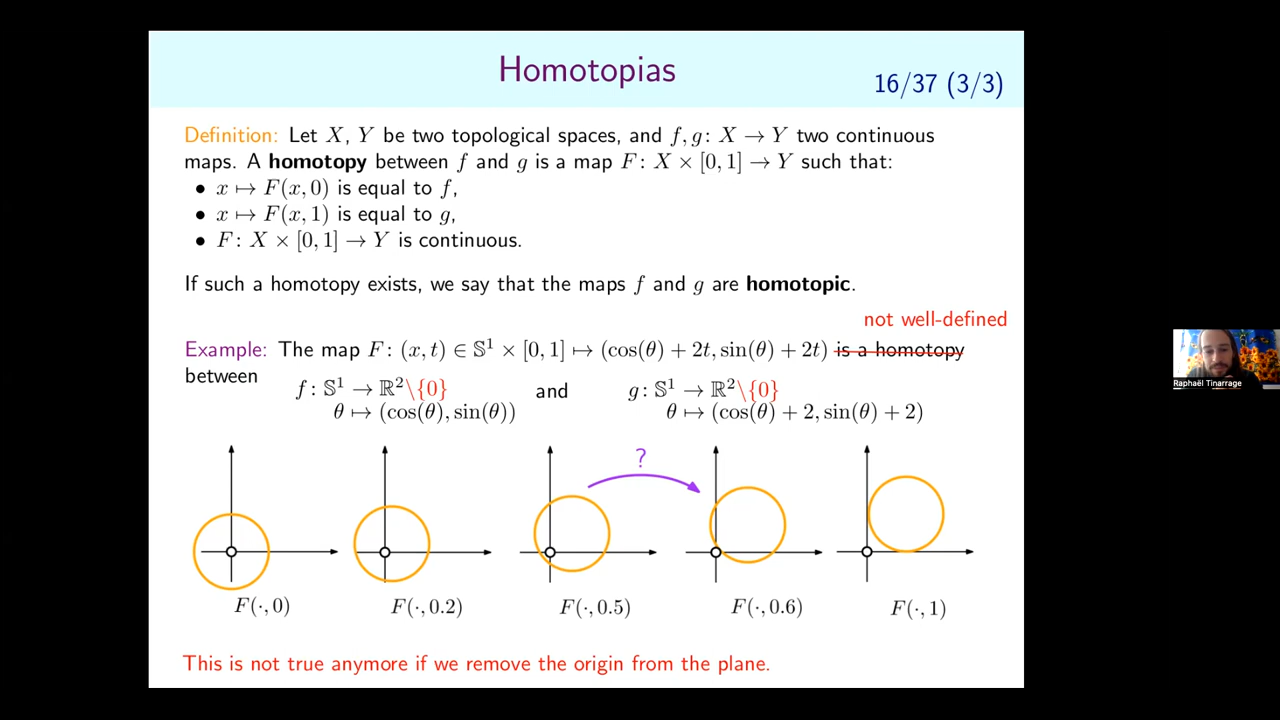 Homotopias
16/37 (3/3)
Definition: Let X, Y be two topological spaces, and f, g: X → Y two continuous
maps. A homotopy between f and g is a map F: X × [0, 1] → Y such that:
• x ↦ F(x, 0) is equal to f,
• x ↦ F(x, 1) is equal to g,
• F: X × [0, 1] → Y is continuous.
If such a homotopy exists, we say that the maps f and g are homotopic.
not well-defined
Example: The map F: (x, t) ∈ 𝕊¹ × [0, 1] ↦ (cos(θ) + 2t, sin(θ) + 2t) is a homotopy
between
f: 𝕊¹ → ℝ²\{0} and g: 𝕊¹ → ℝ²\{0}
θ ↦ (cos(θ), sin(θ)) θ ↦ (cos(θ) + 2, sin(θ) + 2)
?
F(·, 0) F(·, 0.2) F(·, 0.5) F(·, 0.6) F(·, 1)
This is not true anymore if we remove the origin from the plane.
Raphaël Tinarrage